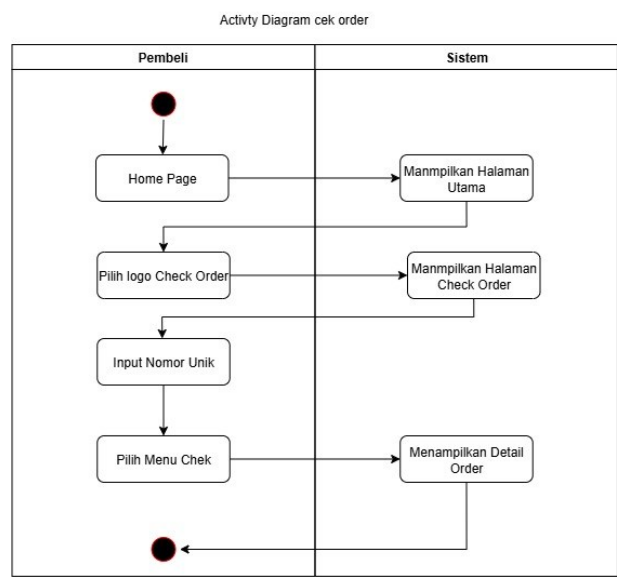 Activty Diagram cek order
Pembeli
Sistem
Home Page
Manmpilkan Halaman
Utama
Pilih logo Check Order
Manmpilkan Halaman
Check Order
Input Nomor Unik
Pilih Menu Chek
Menampilkan Detail
Order